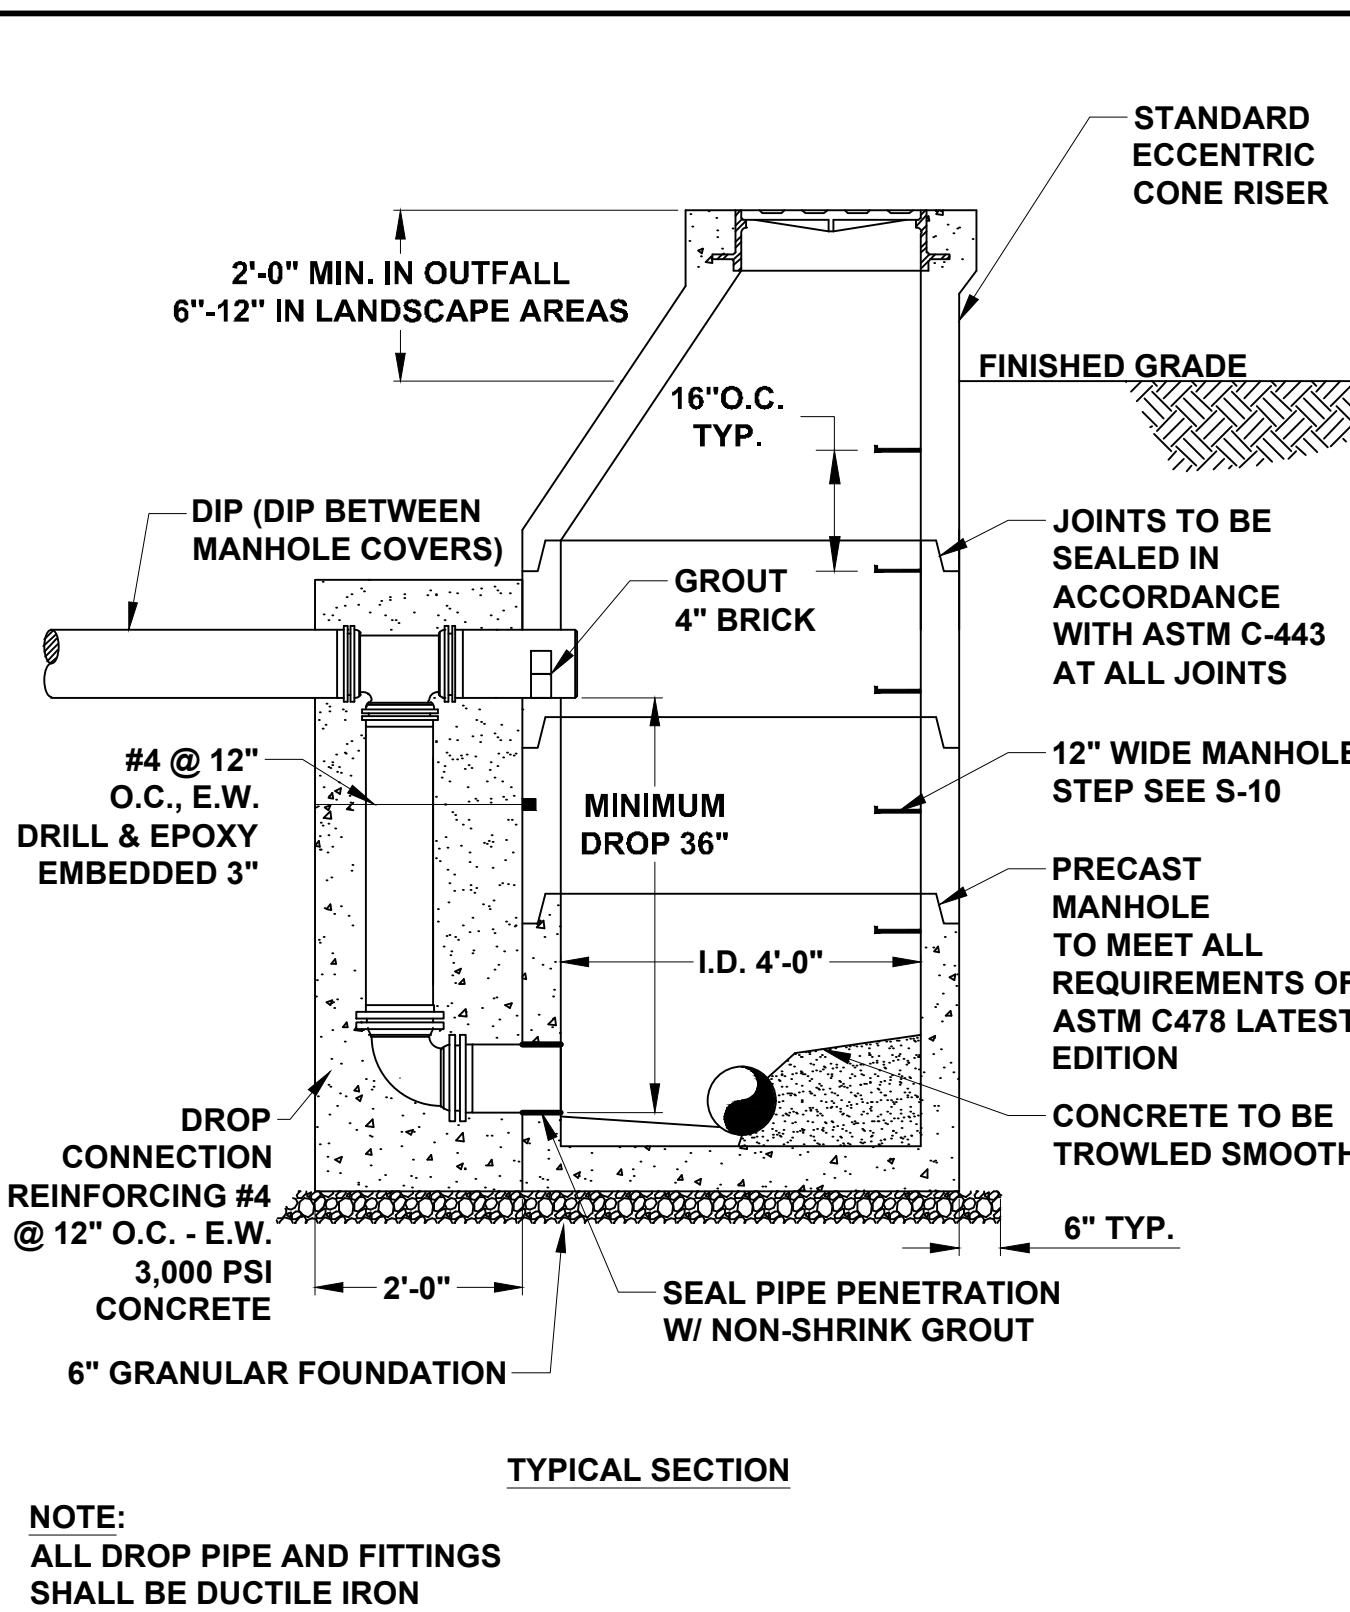 STANDARD
ECCENTRIC
CONE RISER
2'-0" MIN. IN OUTFALL
6"-12" IN LANDSCAPE AREAS
FINISHED GRADE
16"O.C.
TYP.
DIP (DIP BETWEEN
MANHOLE COVERS)
JOINTS TO BE
SEALED IN
ACCORDANCE
WITH ASTM C-443
AT ALL JOINTS
GROUT
4" BRICK
#4 @ 12"
O.C., E.W.
DRILL & EPOXY
EMBEDDED 3"
MINIMUM
DROP 36"
12" WIDE MANHOLE
STEP SEE S-10
PRECAST
MANHOLE
TO MEET ALL
REQUIREMENTS OF
ASTM C478 LATEST
EDITION
I.D. 4'-0"
DROP
CONNECTION
REINFORCING #4
@ 12" O.C. - E.W.
3,000 PSI
CONCRETE
CONCRETE TO BE
TROWLED SMOOTH
6" TYP.
2'-0"
SEAL PIPE PENETRATION
W/ NON-SHRINK GROUT
6" GRANULAR FOUNDATION
TYPICAL SECTION
NOTE:
ALL DROP PIPE AND FITTINGS
SHALL BE DUCTILE IRON